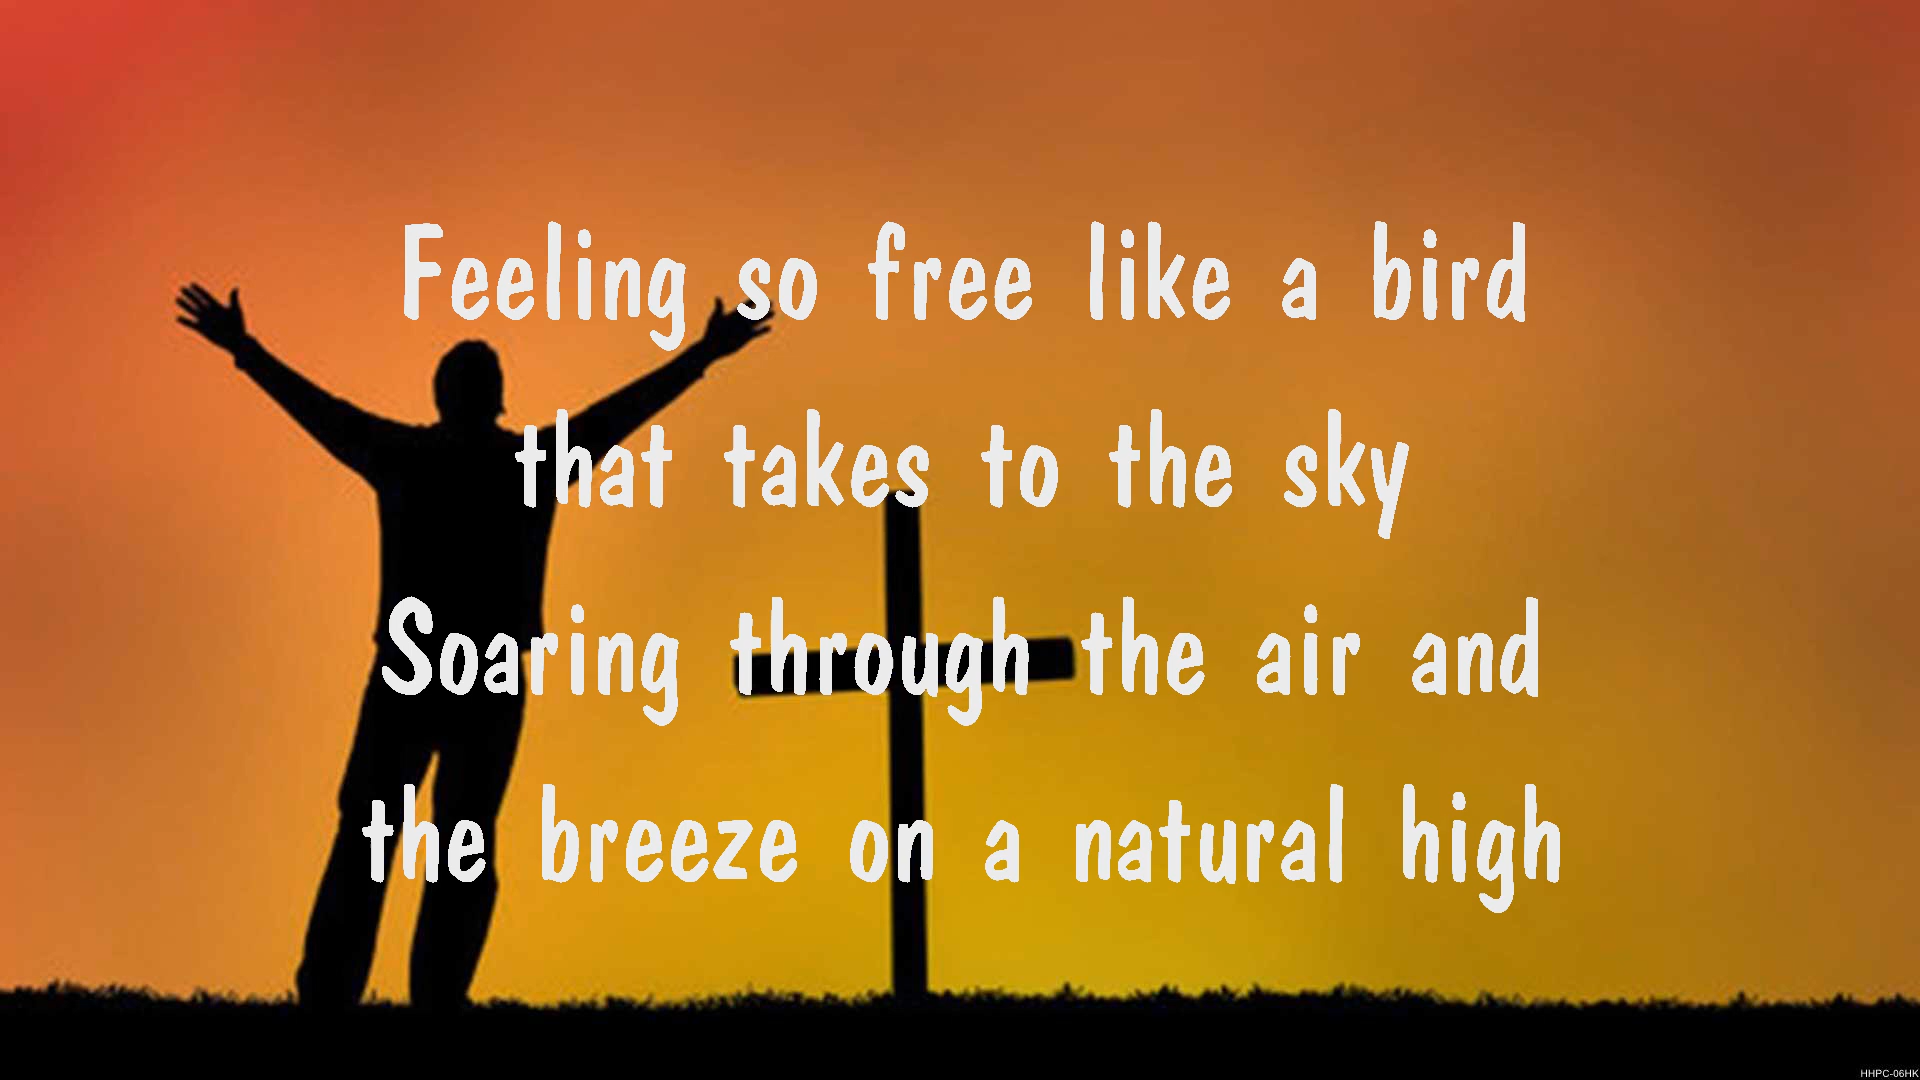 Feeling so free like a bird
that takes to the sky
Soaring through the air and
the breeze on a natural high
HHPC-06HK